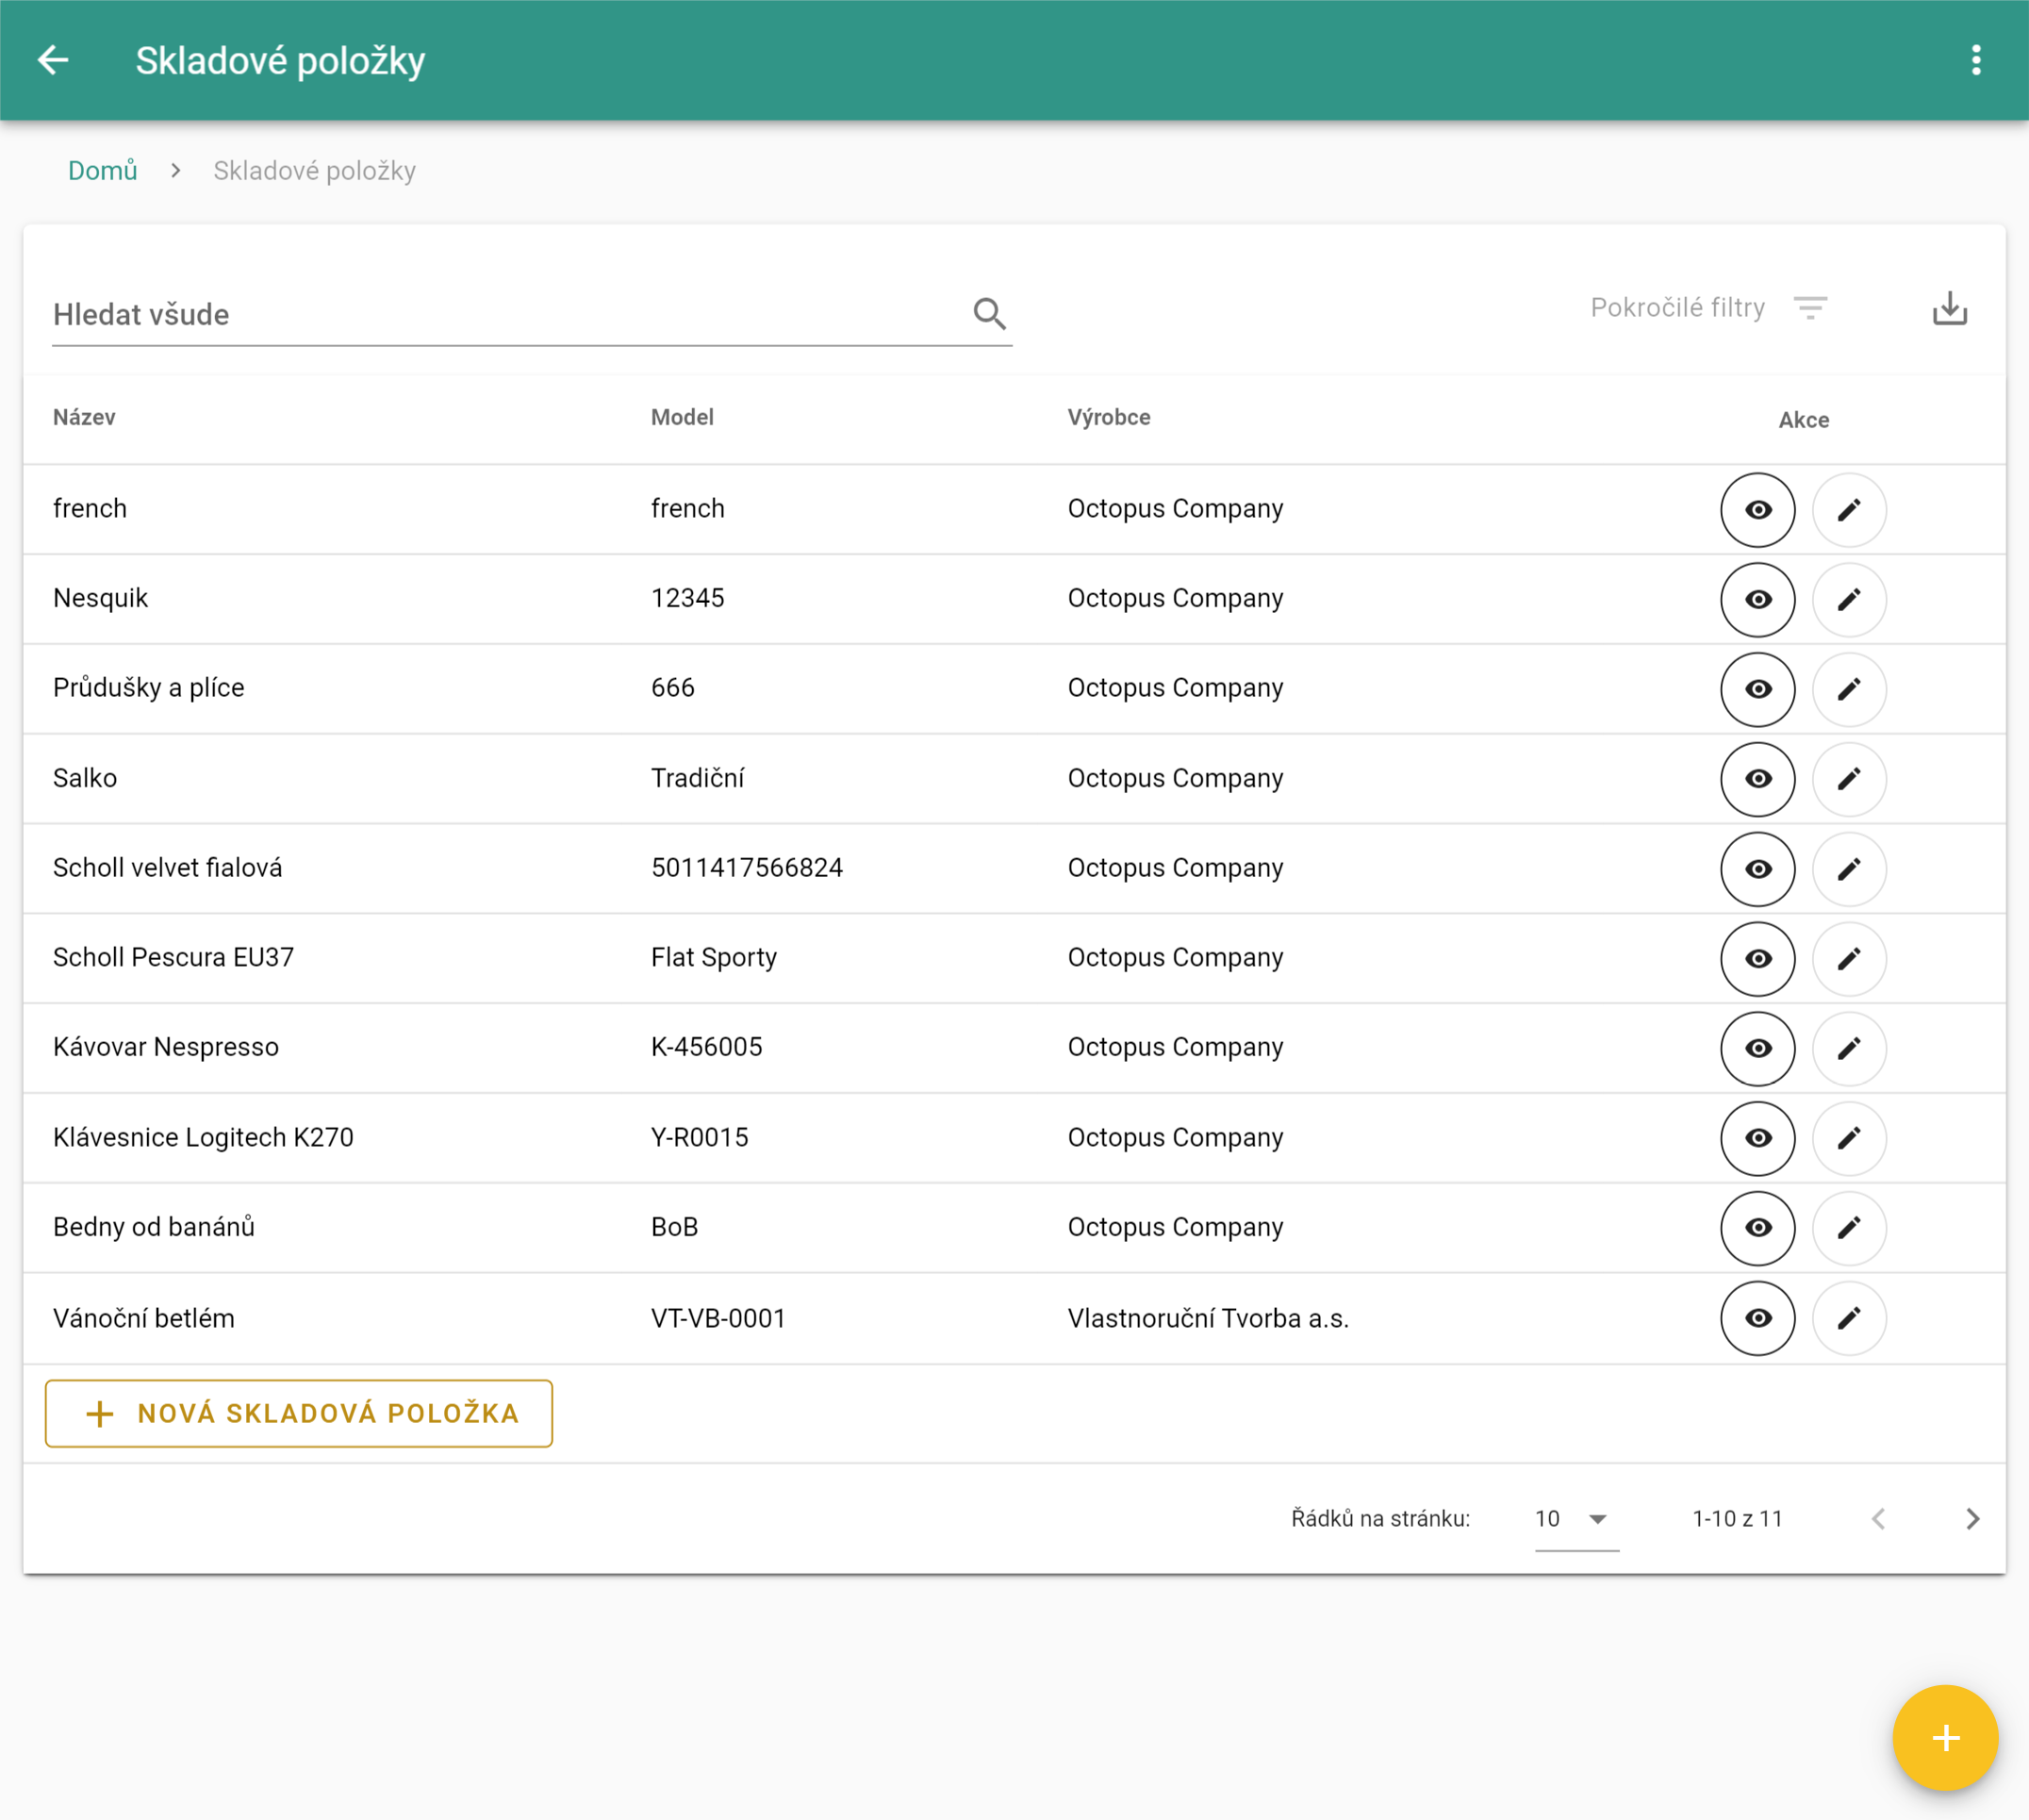 Skladové položky
Domů > Skladové položky
Hledat všude
Pokročilé filtry
Název Model Výrobce Akce
french french Octopus Company
Nesquik 12345 Octopus Company
Průdušky a plíce 666 Octopus Company
Salko Tradiční Octopus Company
Scholl velvet fialová 5011417566824 Octopus Company
Scholl Pescura EU37 Flat Sporty Octopus Company
Kávovar Nespresso K-456005 Octopus Company
Klávesnice Logitech K270 Y-R0015 Octopus Company
Bedny od banánů BoB Octopus Company
Vánoční betlém VT-VB-0001 Vlastnoruční Tvorba a.s.
+ NOVÁ SKLADOVÁ POLOŽKA
Řádků na stránku: 10 1-10 z 11